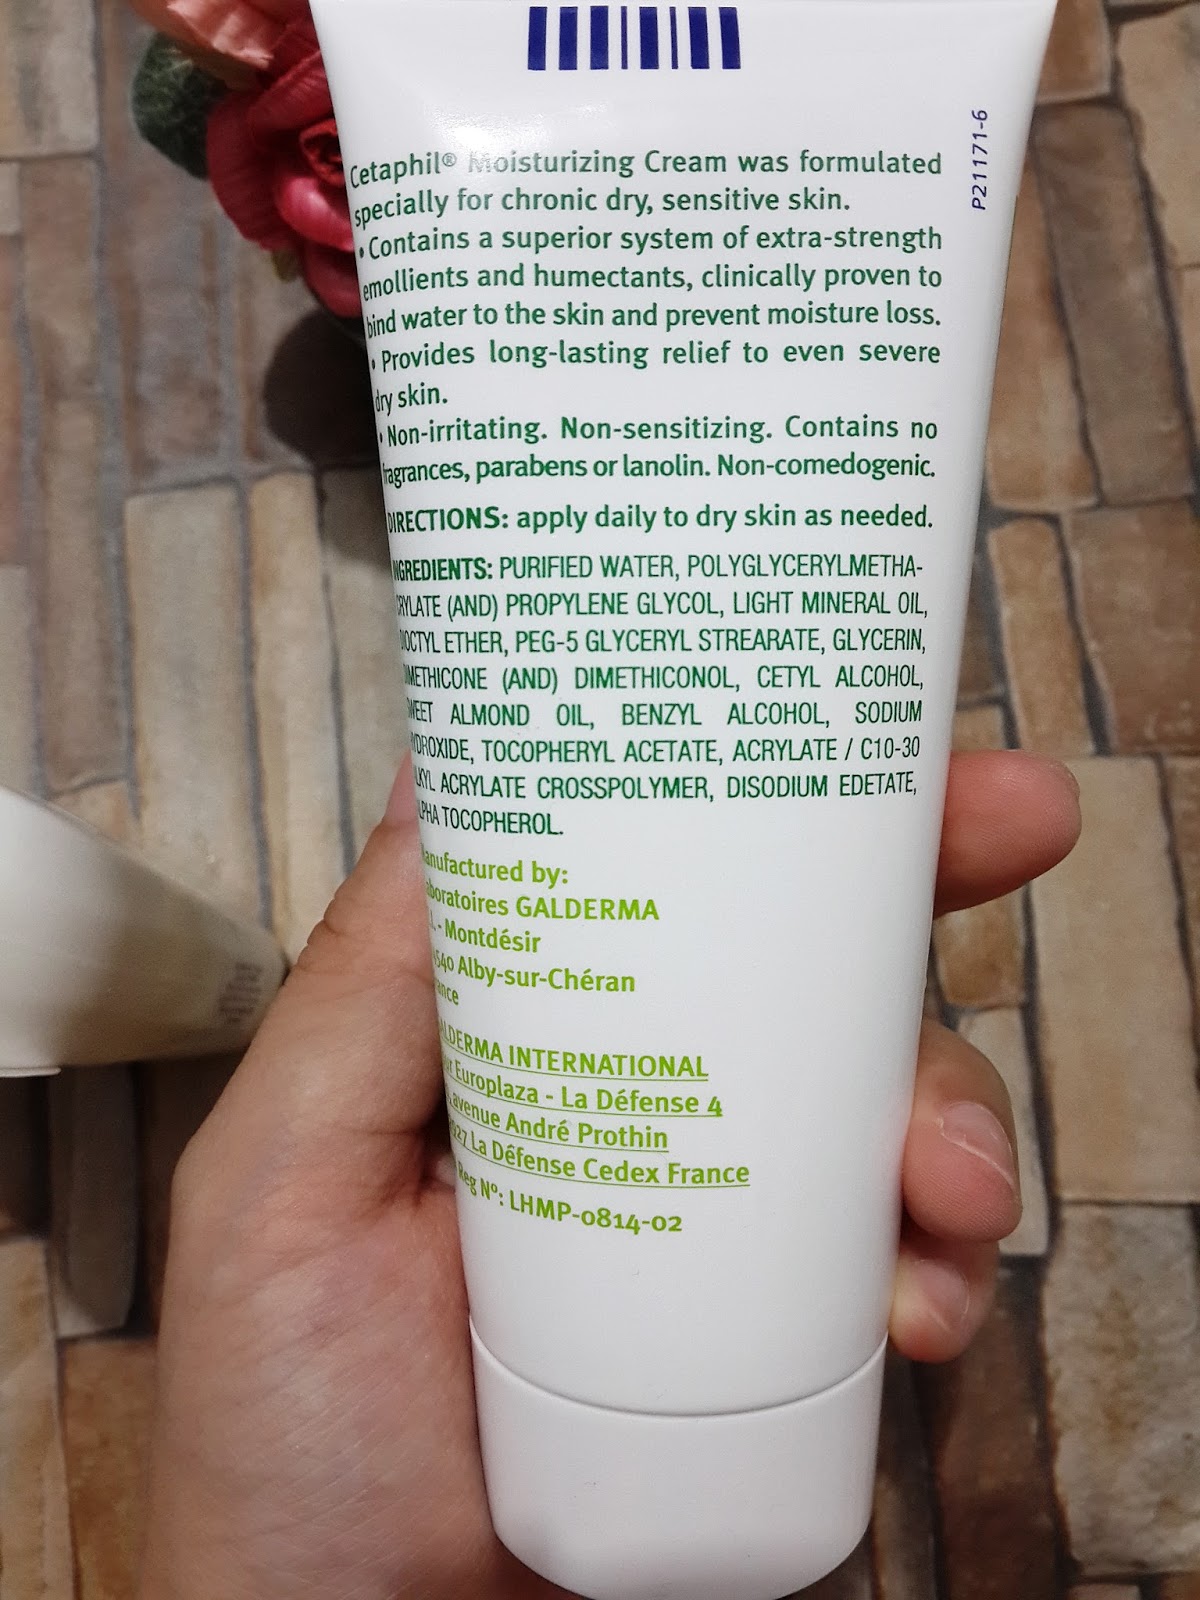 P21171-6
Cetaphil® Moisturizing Cream was formulated
specially for chronic dry, sensitive skin.
• Contains a superior system of extra-strength
emollients and humectants, clinically proven to
bind water to the skin and prevent moisture loss.
• Provides long-lasting relief to even severe
dry skin.
• Non-irritating. Non-sensitizing. Contains no
fragrances, parabens or lanolin. Non-comedogenic.
DIRECTIONS: apply daily to dry skin as needed.
INGREDIENTS: PURIFIED WATER, POLYGLYCERYLMETHA-
CRYLATE (AND) PROPYLENE GLYCOL, LIGHT MINERAL OIL,
DIOCTYL ETHER, PEG-5 GLYCERYL STREARATE, GLYCERIN,
DIMETHICONE (AND) DIMETHICONOL, CETYL ALCOHOL,
SWEET ALMOND OIL, BENZYL ALCOHOL, SODIUM
HYDROXIDE, TOCOPHERYL ACETATE, ACRYLATE / C10-30
ALKYL ACRYLATE CROSSPOLYMER, DISODIUM EDETATE,
ALPHA TOCOPHEROL.
Manufactured by:
Laboratoires GALDERMA
- Montdésir
Alby-sur-Chéran
France
GALDERMA INTERNATIONAL
Europlaza - La Défense 4
avenue André Prothin
La Défense Cedex France
Reg Nº: LHMP-0814-02